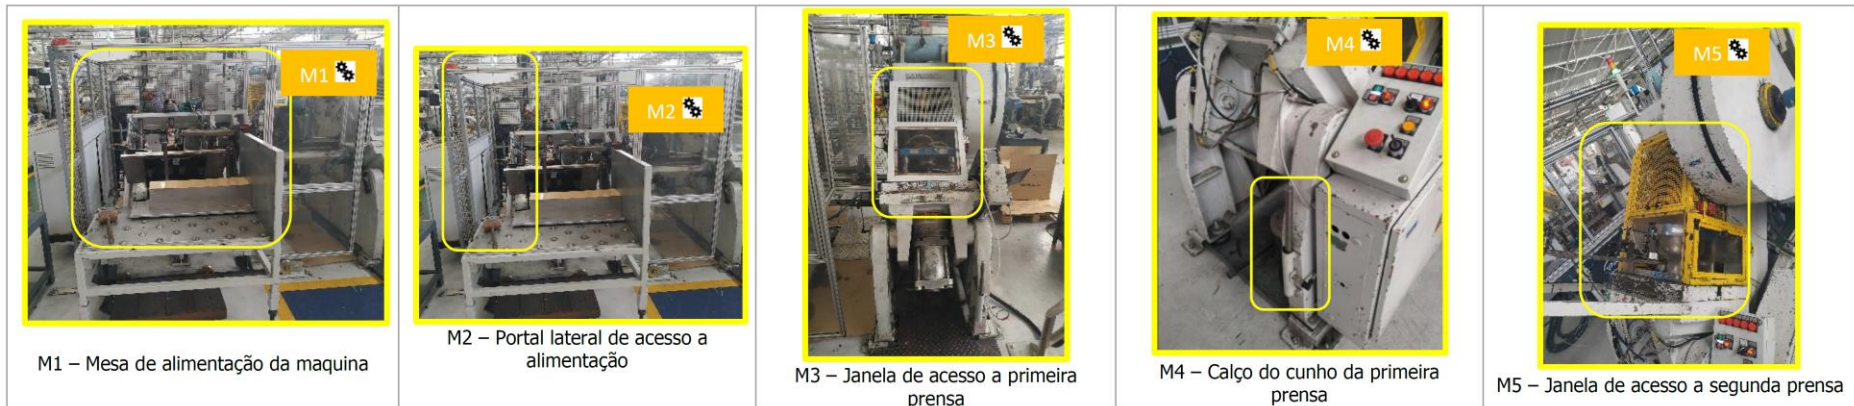 M1
M1 – Mesa de alimentação da maquina
M2
M2 – Portal lateral de acesso a
alimentação
M3
M3 – Janela de acesso a primeira
prensa
M4
M4 – Calço do cunho da primeira
prensa
M5
M5 – Janela de acesso a segunda prensa